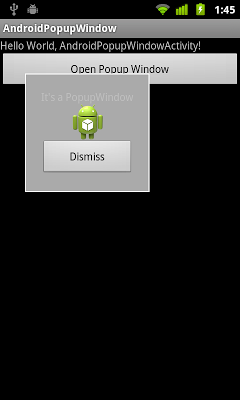 1:45
AndroidPopupWindow
Hello World, AndroidPopupWindowActivity!
Open Popup Window
It's a PopupWindow
Dismiss